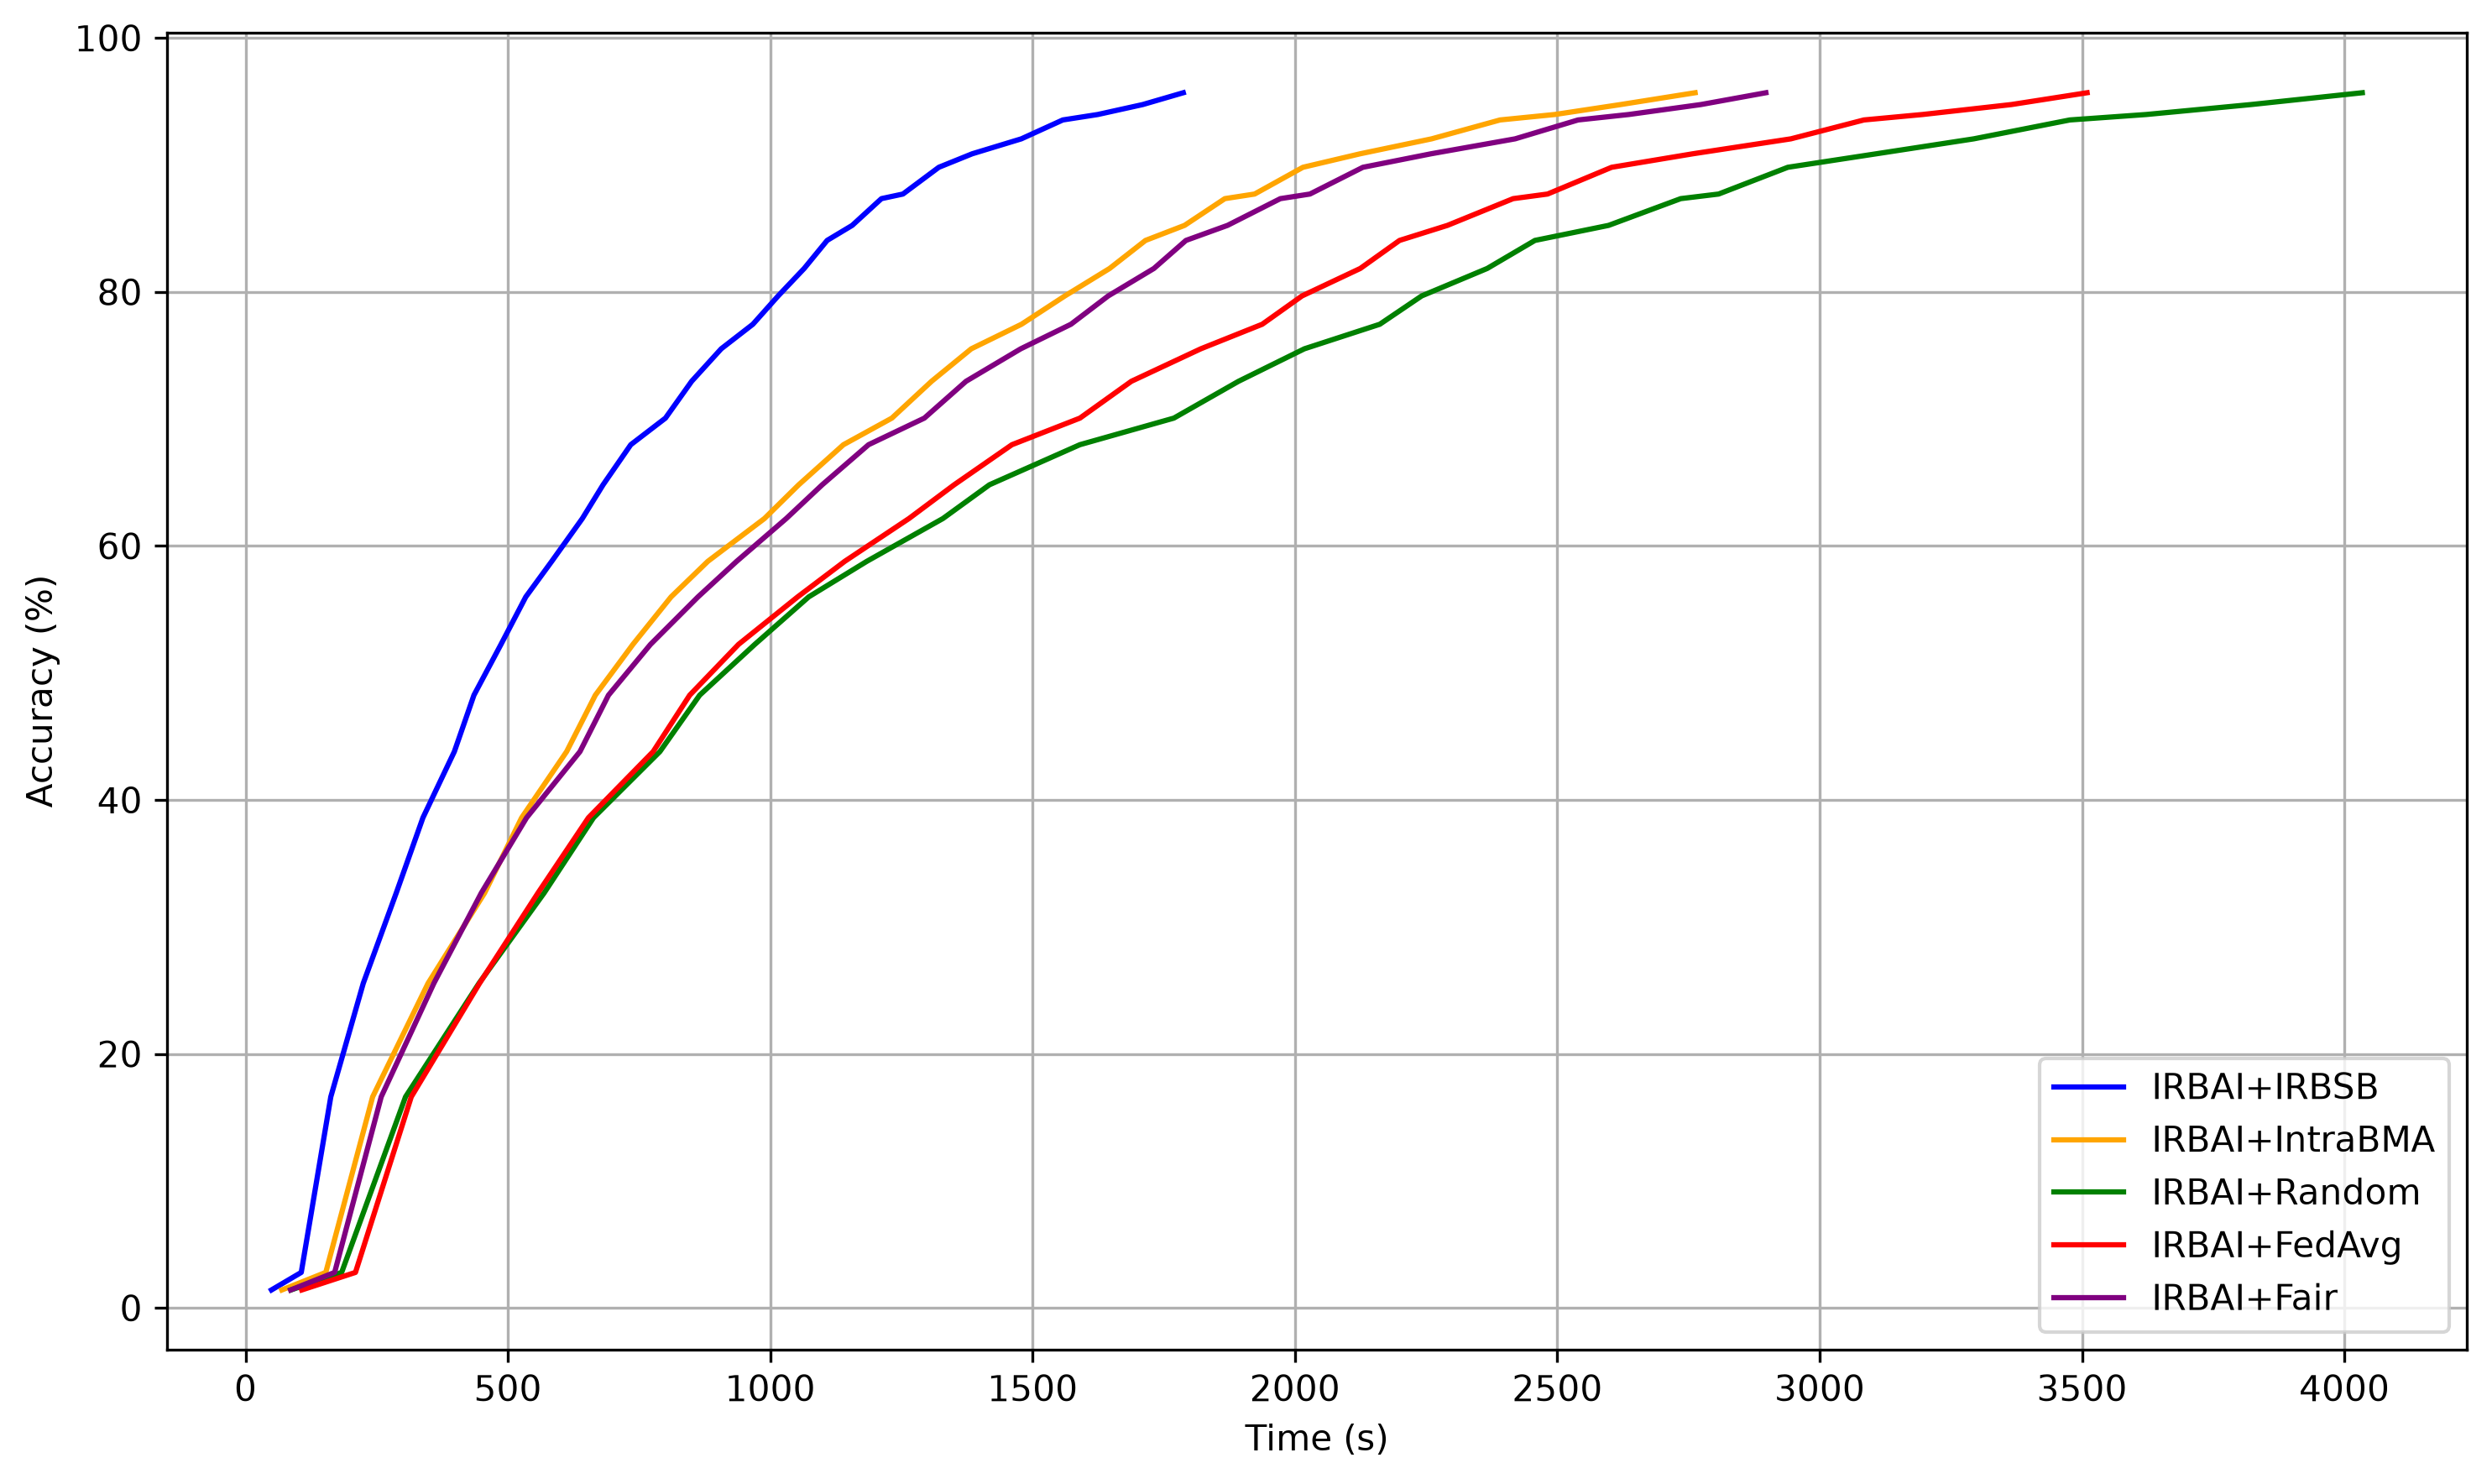 100
80
60
40
20
0
Accuracy (%)
0 500 1000 1500 2000 2500 3000 3500 4000
Time (s)
IRBAI+IRBSB
IRBAI+IntraBMA
IRBAI+Random
IRBAI+FedAvg
IRBAI+Fair